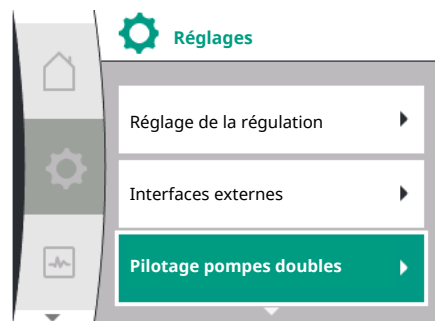 Réglages
Réglage de la régulation
Interfaces externes
Pilotage pompes doubles